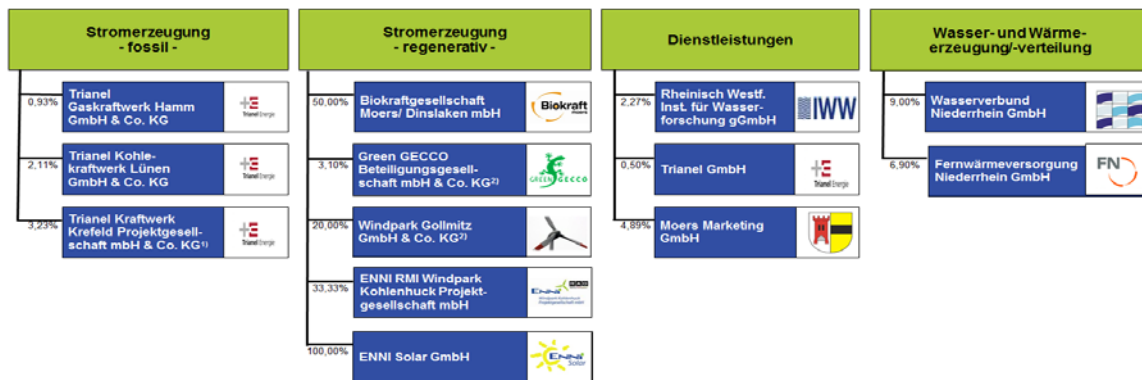 Stromerzeugung
- fossil -
0,93%
Trianel
Gaskraftwerk Hamm
GmbH & Co. KG
Trianel Energie
2,11%
Trianel Kohle-
kraftwerk Lünen
GmbH & Co. KG
Trianel Energie
3,23%
Trianel Kraftwerk
Krefeld Projektgesell-
schaft mbH & Co. KG¹⁾
Trianel Energie
Stromerzeugung
- regenerativ -
50,00%
Biokraftgesellschaft
Moers/ Dinslaken mbH
Biokraft
moers
3,10%
Green GECCO
Beteiligungsgesell-
schaft mbH & Co. KG²⁾
GREEN GECCO
20,00%
Windpark Gollmitz
GmbH & Co. KG²⁾
33,33%
ENNI RMI Windpark
Kohlenhuck Projekt-
gesellschaft mbH
ENNI
Windpark Kohlenhuck
Projektgesellschaft mbH
100,00%
ENNI Solar GmbH
ENNI
Solar
Dienstleistungen
2,27%
Rheinisch Westf.
Inst. für Wasser-
forschung gGmbH
IWW
0,50%
Trianel GmbH
Trianel Energie
4,89%
Moers Marketing
GmbH
Wasser- und Wärme-
erzeugung/-verteilung
9,00%
Wasserverbund
Niederrhein GmbH
6,90%
Fernwärmeversorgung
Niederrhein GmbH
FN